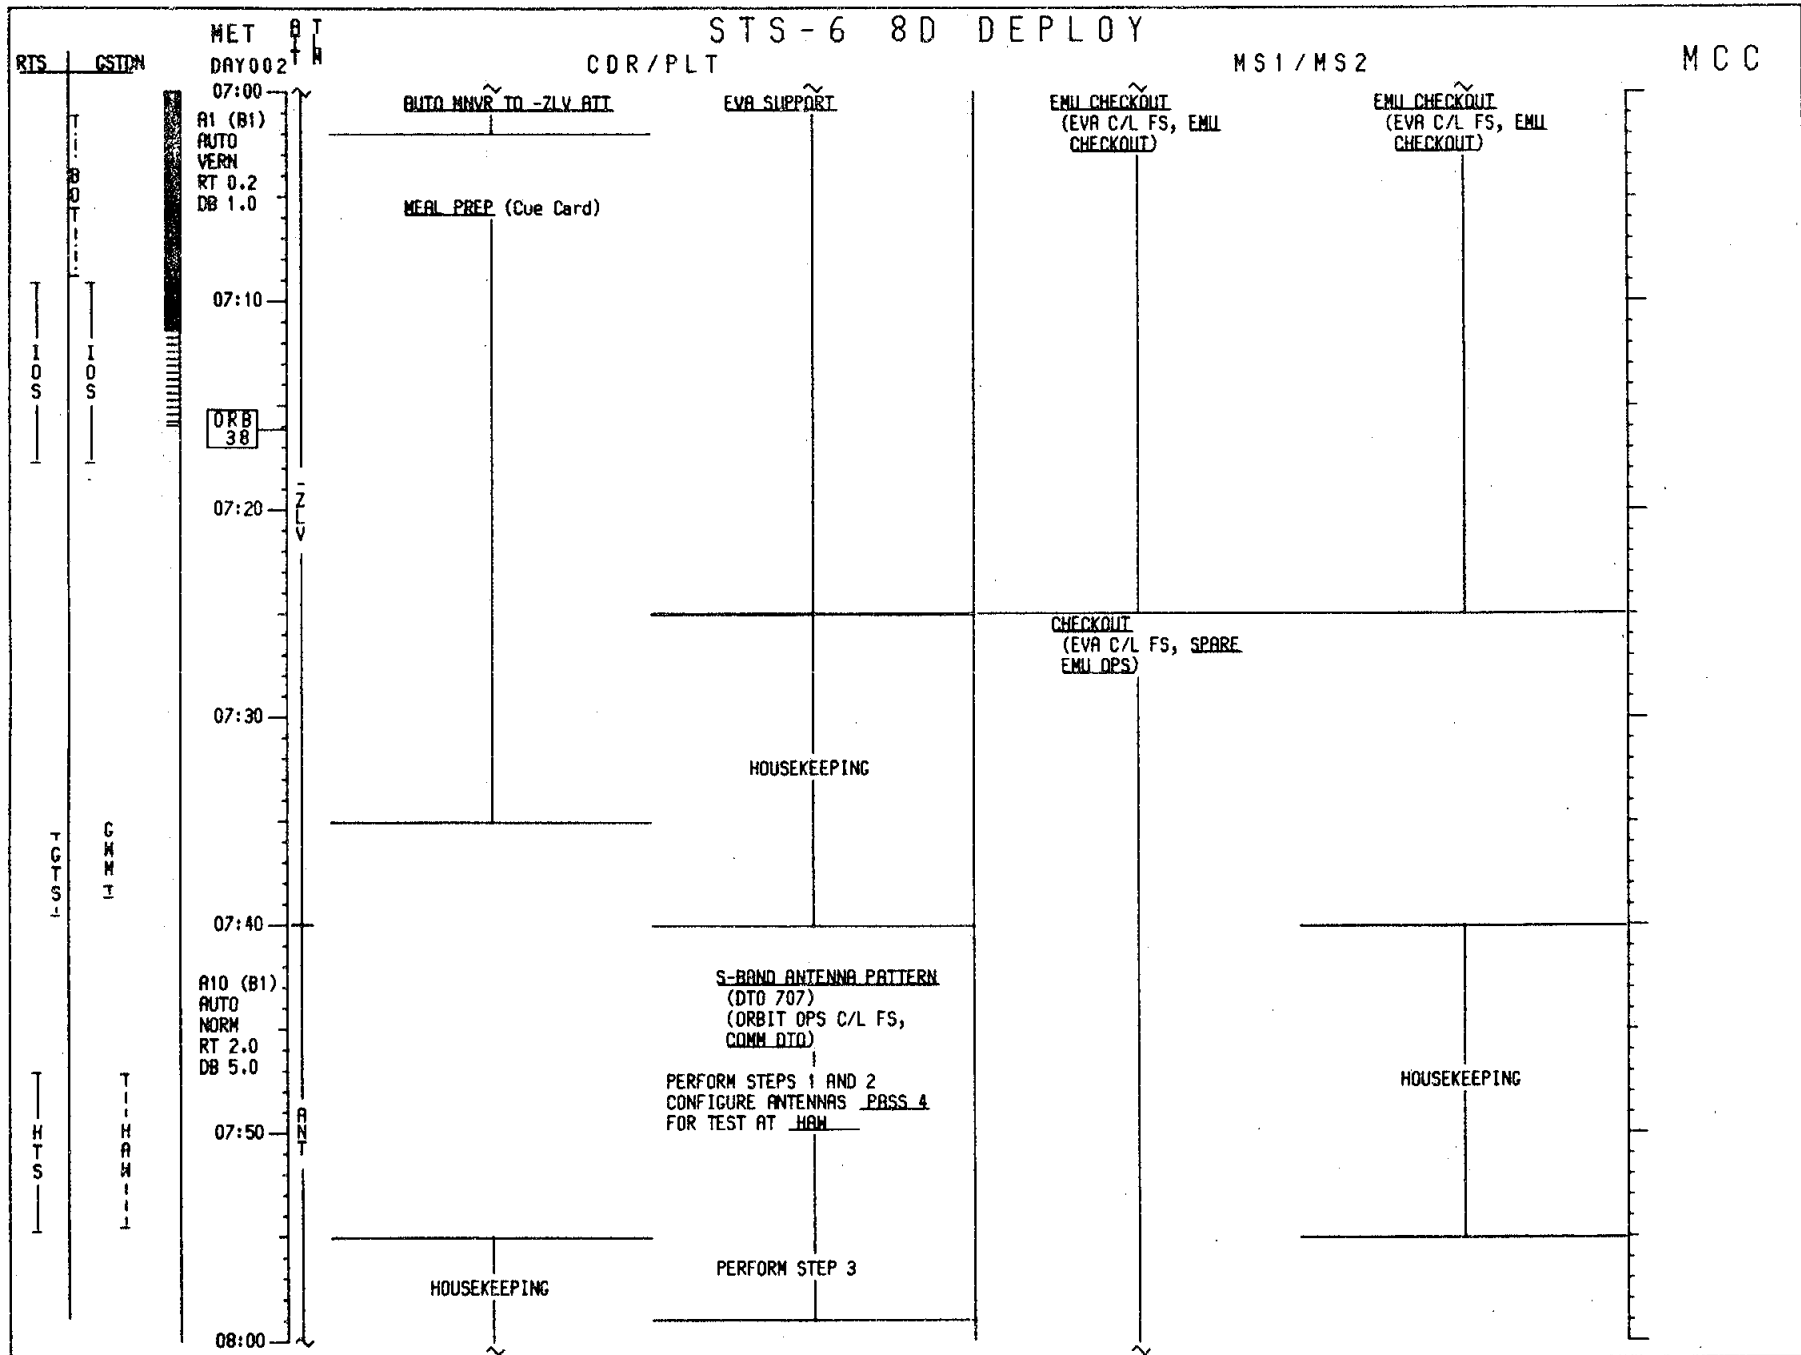 STS-6 8D DEPLOY
MET
ATT
TLM
RTS
GSTDN
DAY002
CDR/PLT
MS1/MS2
MCC
07:00
A1 (B1)
AUTO
VERN
RT 0.2
DB 1.0
BOT
07:10
IOS
IOS
ORB
38
07:20
-ZLV
07:30
GTS
GWM
07:40
A10 (B1)
AUTO
NORM
RT 2.0
DB 5.0
HTS
HAW
07:50
ANT
08:00
AUTO MNVR TO -ZLV ATT
MEAL PREP (Cue Card)
HOUSEKEEPING
EVA SUPPORT
HOUSEKEEPING
S-BAND ANTENNA PATTERN
(DTO 707)
(ORBIT OPS C/L FS,
COMM DTO)
PERFORM STEPS 1 AND 2
CONFIGURE ANTENNAS PASS 4
FOR TEST AT HAW
PERFORM STEP 3
EMU CHECKOUT
(EVA C/L FS, EMU
CHECKOUT)
CHECKOUT
(EVA C/L FS, SPARE
EMU OPS)
EMU CHECKOUT
(EVA C/L FS, EMU
CHECKOUT)
HOUSEKEEPING